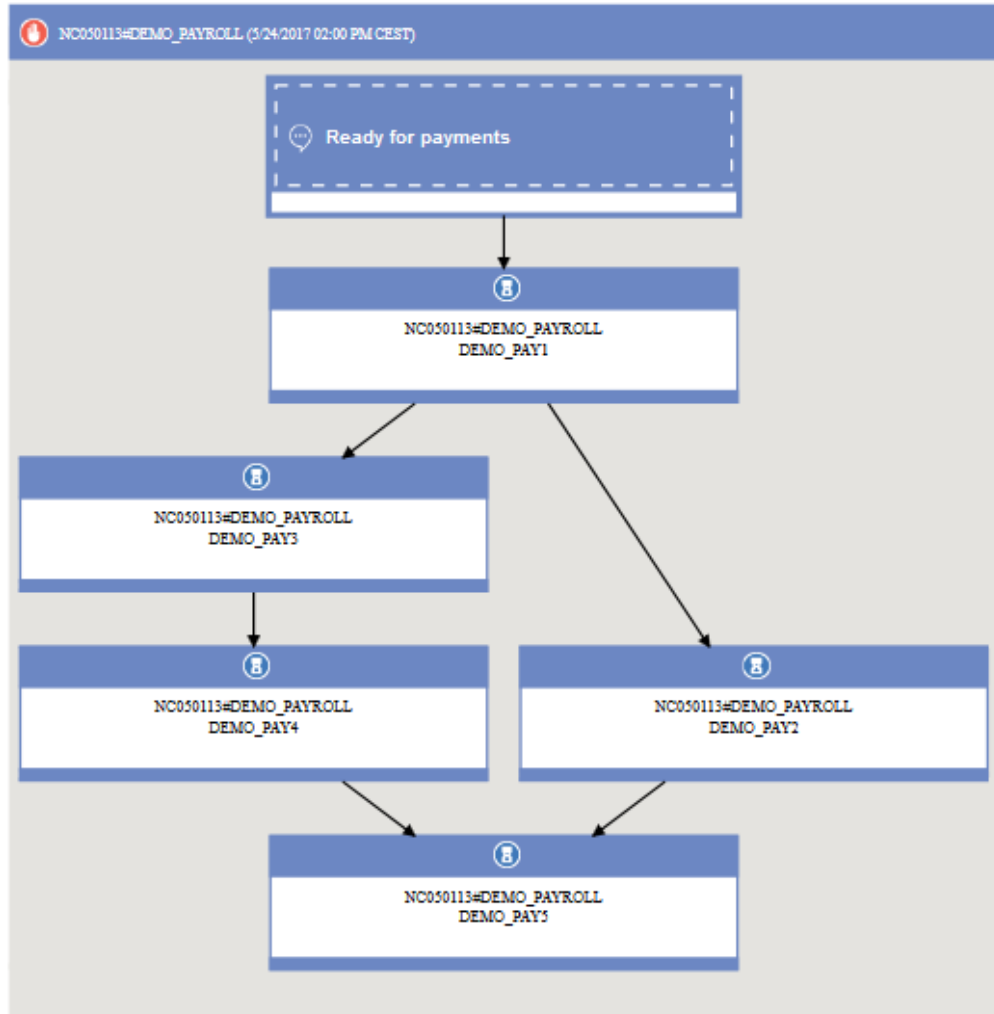 NC050113#DEMO_PAYROLL (5/24/2017 02:00 PM CEST)
Ready for payments
NC050113#DEMO_PAYROLL
DEMO_PAY1
NC050113#DEMO_PAYROLL
DEMO_PAY3
NC050113#DEMO_PAYROLL
DEMO_PAY4
NC050113#DEMO_PAYROLL
DEMO_PAY2
NC050113#DEMO_PAYROLL
DEMO_PAY5